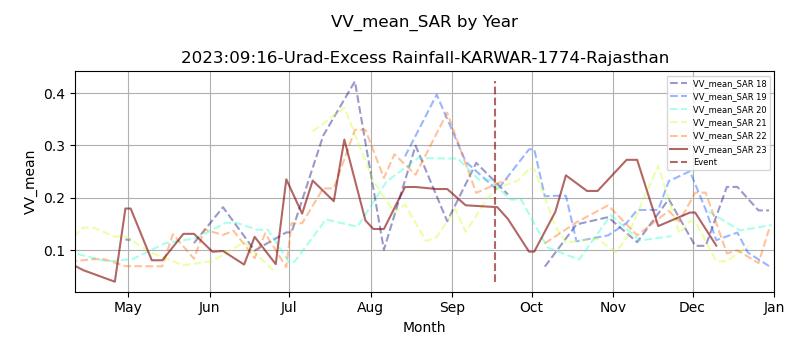 VV_mean_SAR by Year
2023:09:16-Urad-Excess Rainfall-KARWAR-1774-Rajasthan
VV_mean_SAR 18
VV_mean_SAR 19
VV_mean_SAR 20
VV_mean_SAR 21
VV_mean_SAR 22
VV_mean_SAR 23
Event
0.4
0.3
0.2
0.1
VV_mean
May Jun Jul Aug Sep Oct Nov Dec Jan
Month